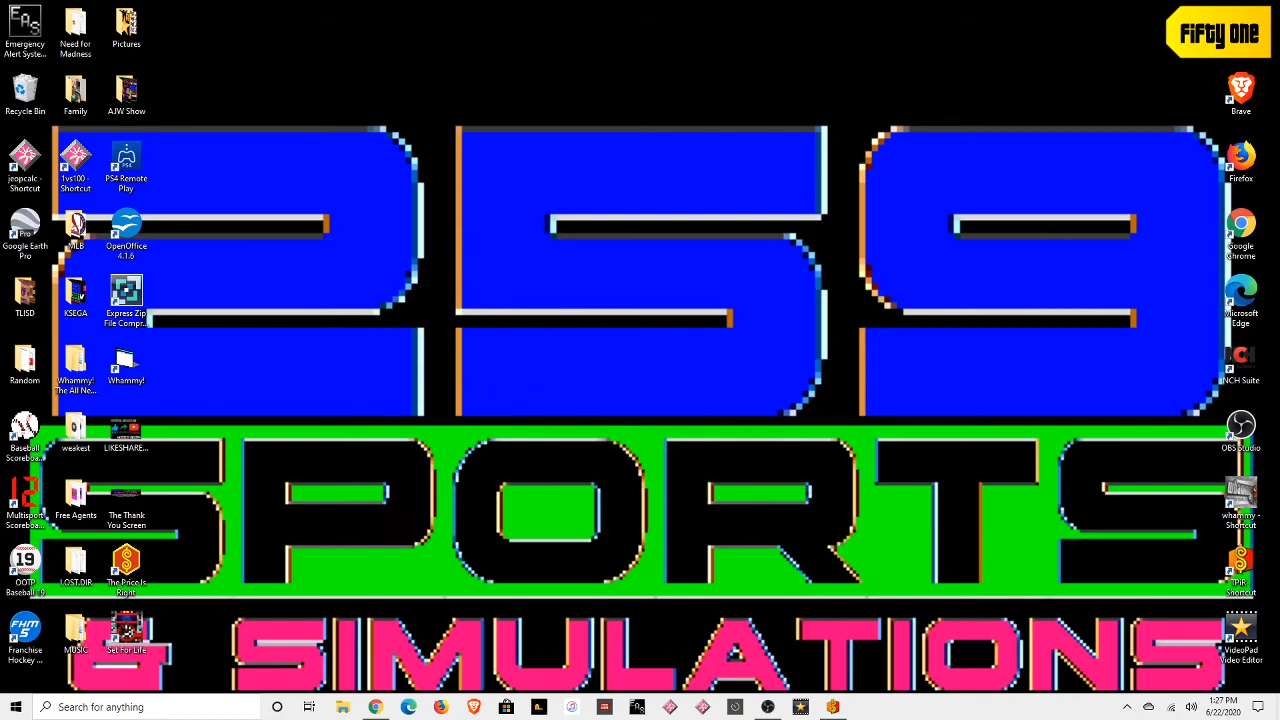 EAS
Emergency
Alert Syste...
Need for
Madness
Pictures
FiFty One
Recycle Bin
Family
AJW Show
Brave
jeopcalc -
Shortcut
1vs100 -
Shortcut
PS4 Remote
Play
Firefox
Pro
Google Earth
Pro
MLB
OpenOffice
4.1.6
Google
Chrome
TLISD
KSEGA
Express Zip
File Compr...
Microsoft
Edge
Random
Whammy!
The All Ne...
Whammy!
NCH Suite
Baseball
Scoreboa...
weakest
LIKESHARE...
OBS Studio
12
Multisport
Scoreboa...
Free Agents
The Thank
You Screen
whammy -
Shortcut
19
OOTP
Baseball 19
LOST.DIR
The Price Is
Right
TPiR
Shortcut
FHM5
Franchise
Hockey ...
MUSIC
Set For Life
VideoPad
Video Editor
259
SPORTS
& SIMULATIONS
Search for anything
1:27 PM
6/22/2020